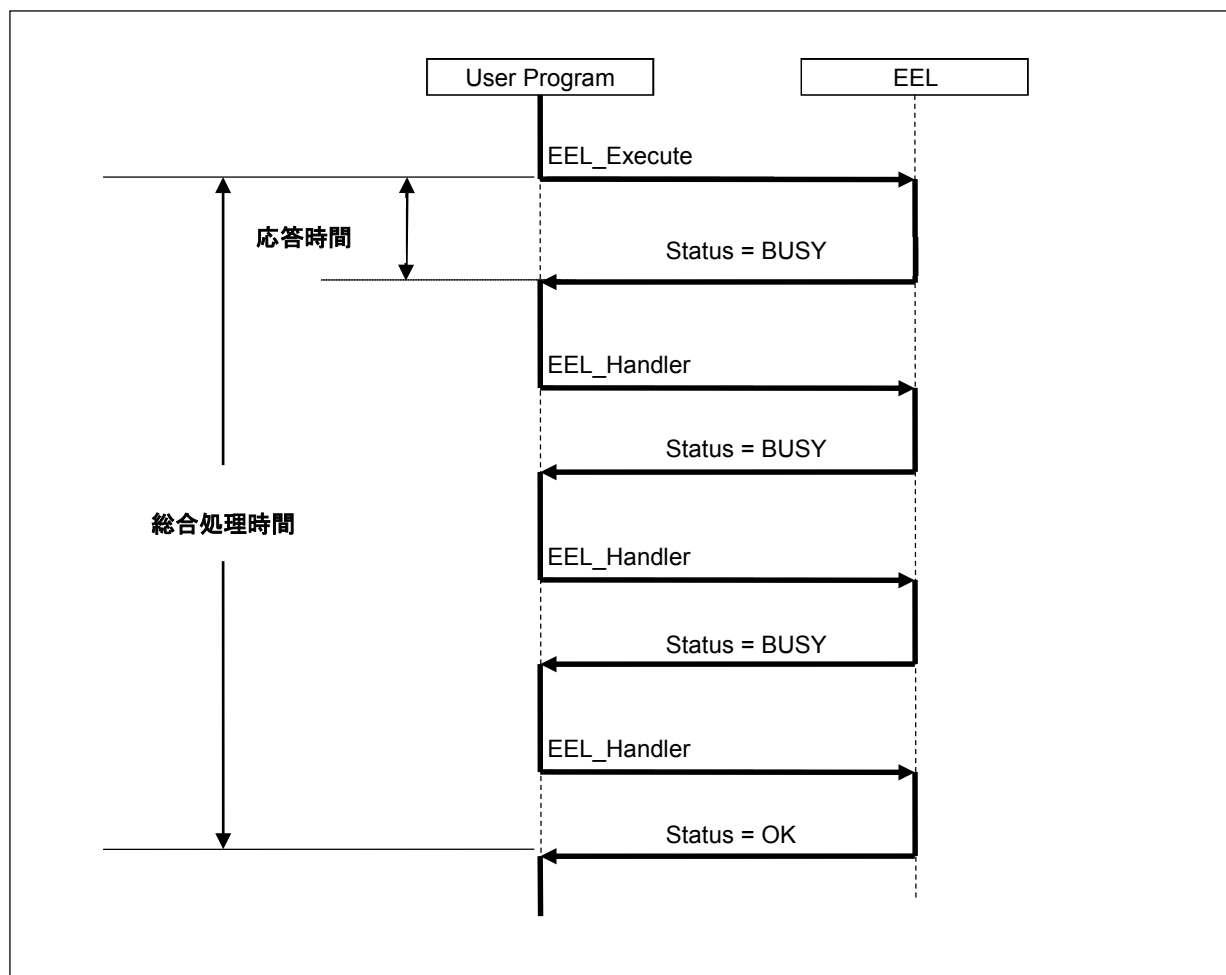 User Program
EEL
EEL_Execute
応答時間
Status = BUSY
EEL_Handler
Status = BUSY
総合処理時間
EEL_Handler
Status = BUSY
EEL_Handler
Status = OK